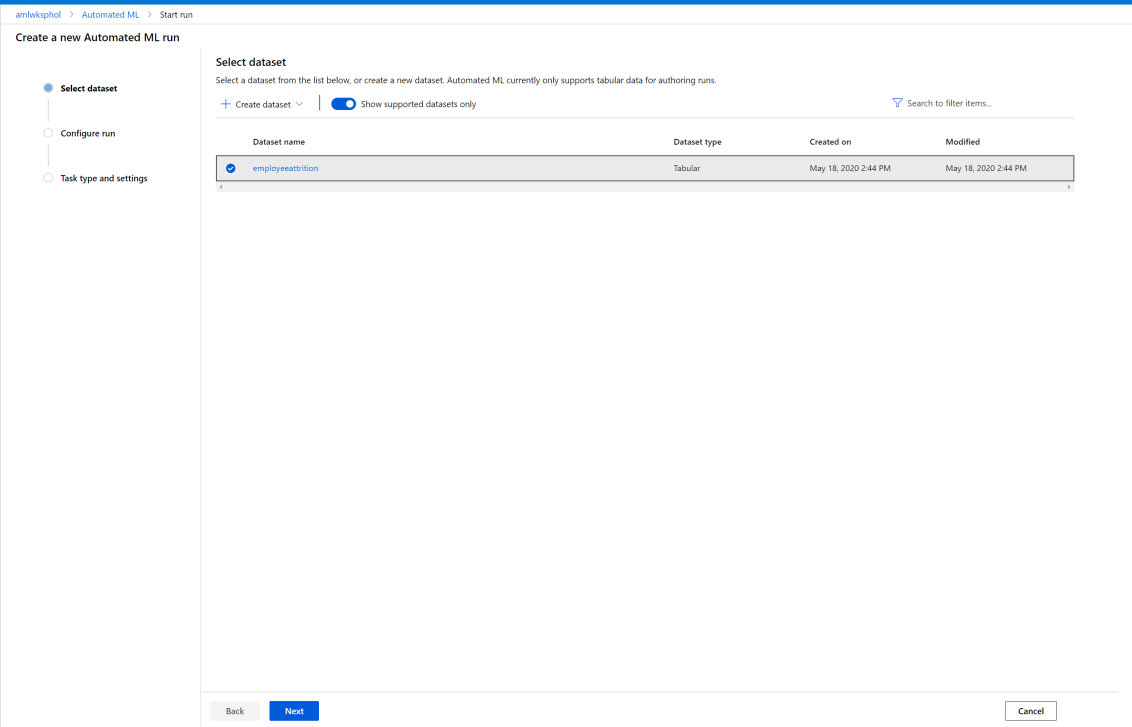 amlwksphol > Automated ML > Start run
Create a new Automated ML run
Select dataset
Configure run
Task type and settings
Select dataset
Select a dataset from the list below, or create a new dataset. Automated ML currently only supports tabular data for authoring runs.
+ Create dataset Show supported datasets only Search to filter items...
Dataset name Dataset type Created on Modified
employeeattrition Tabular May 18, 2020 2:44 PM May 18, 2020 2:44 PM
Back Next Cancel